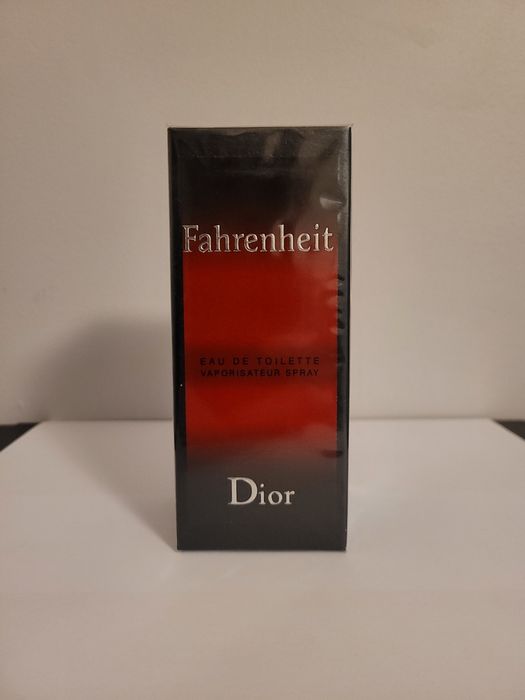 Fahrenheit
EAU DE TOILETTE
VAPORISATEUR SPRAY
Dior